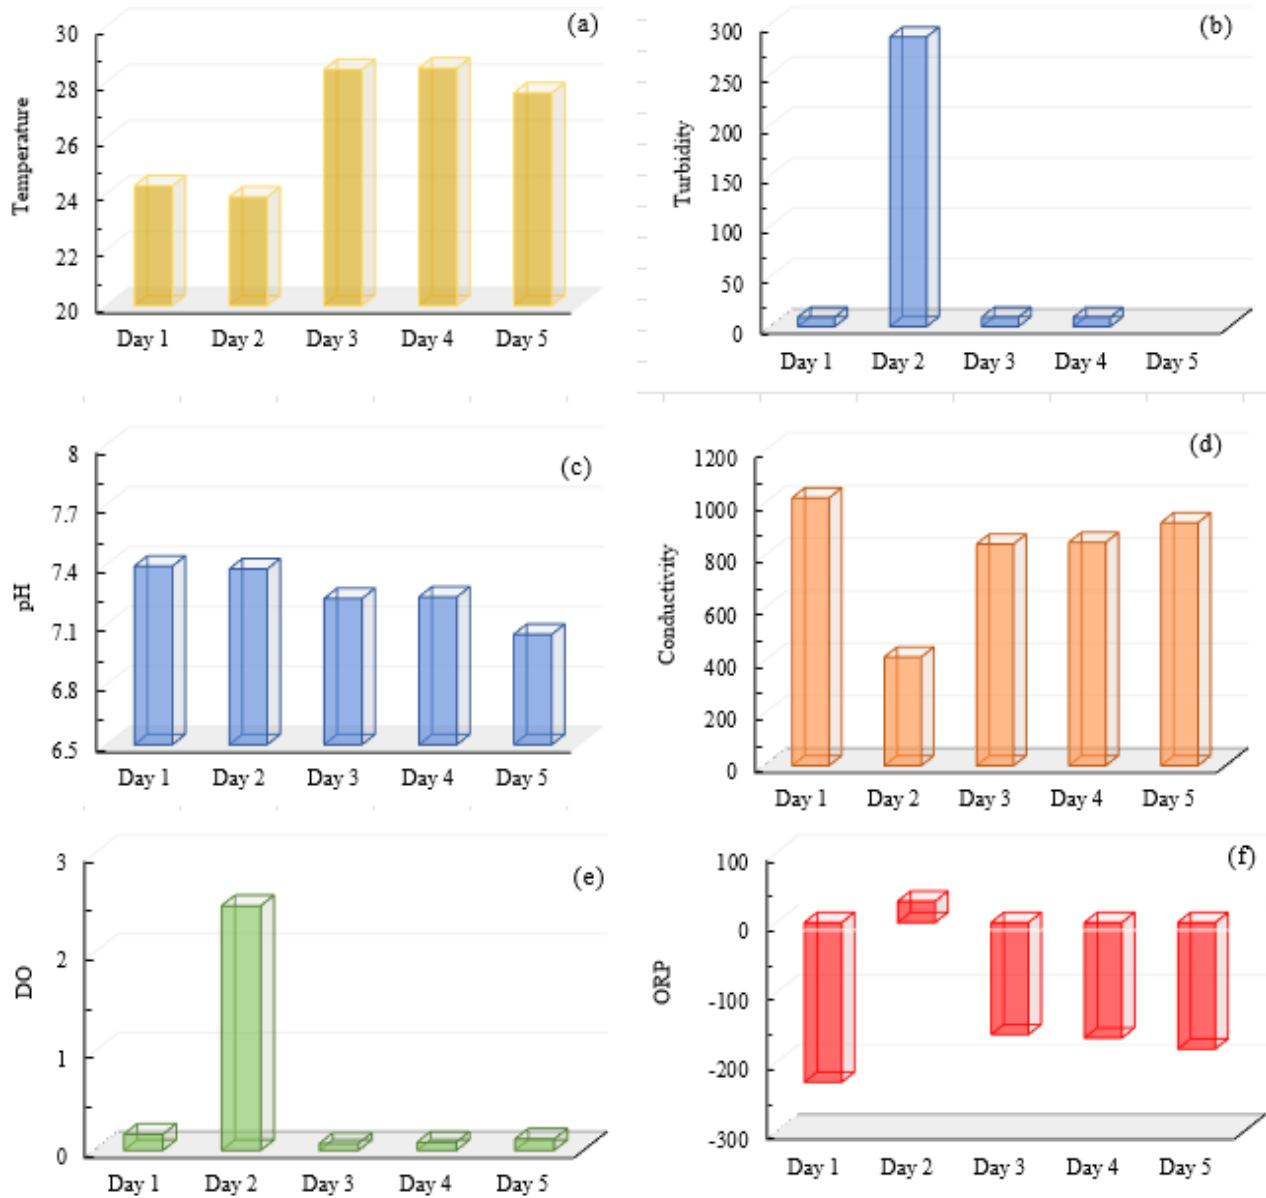 (a)
Temperature
30
28
26
24
22
20
Day 1 Day 2 Day 3 Day 4 Day 5
(b)
Turbidity
300
250
200
150
100
50
0
Day 1 Day 2 Day 3 Day 4 Day 5
(c)
pH
8
7.7
7.4
7.1
6.8
6.5
Day 1 Day 2 Day 3 Day 4 Day 5
(d)
Conductivity
1200
1000
800
600
400
200
0
Day 1 Day 2 Day 3 Day 4 Day 5
(e)
DO
3
2
1
0
Day 1 Day 2 Day 3 Day 4 Day 5
(f)
ORP
100
0
-100
-200
-300
Day 1 Day 2 Day 3 Day 4 Day 5